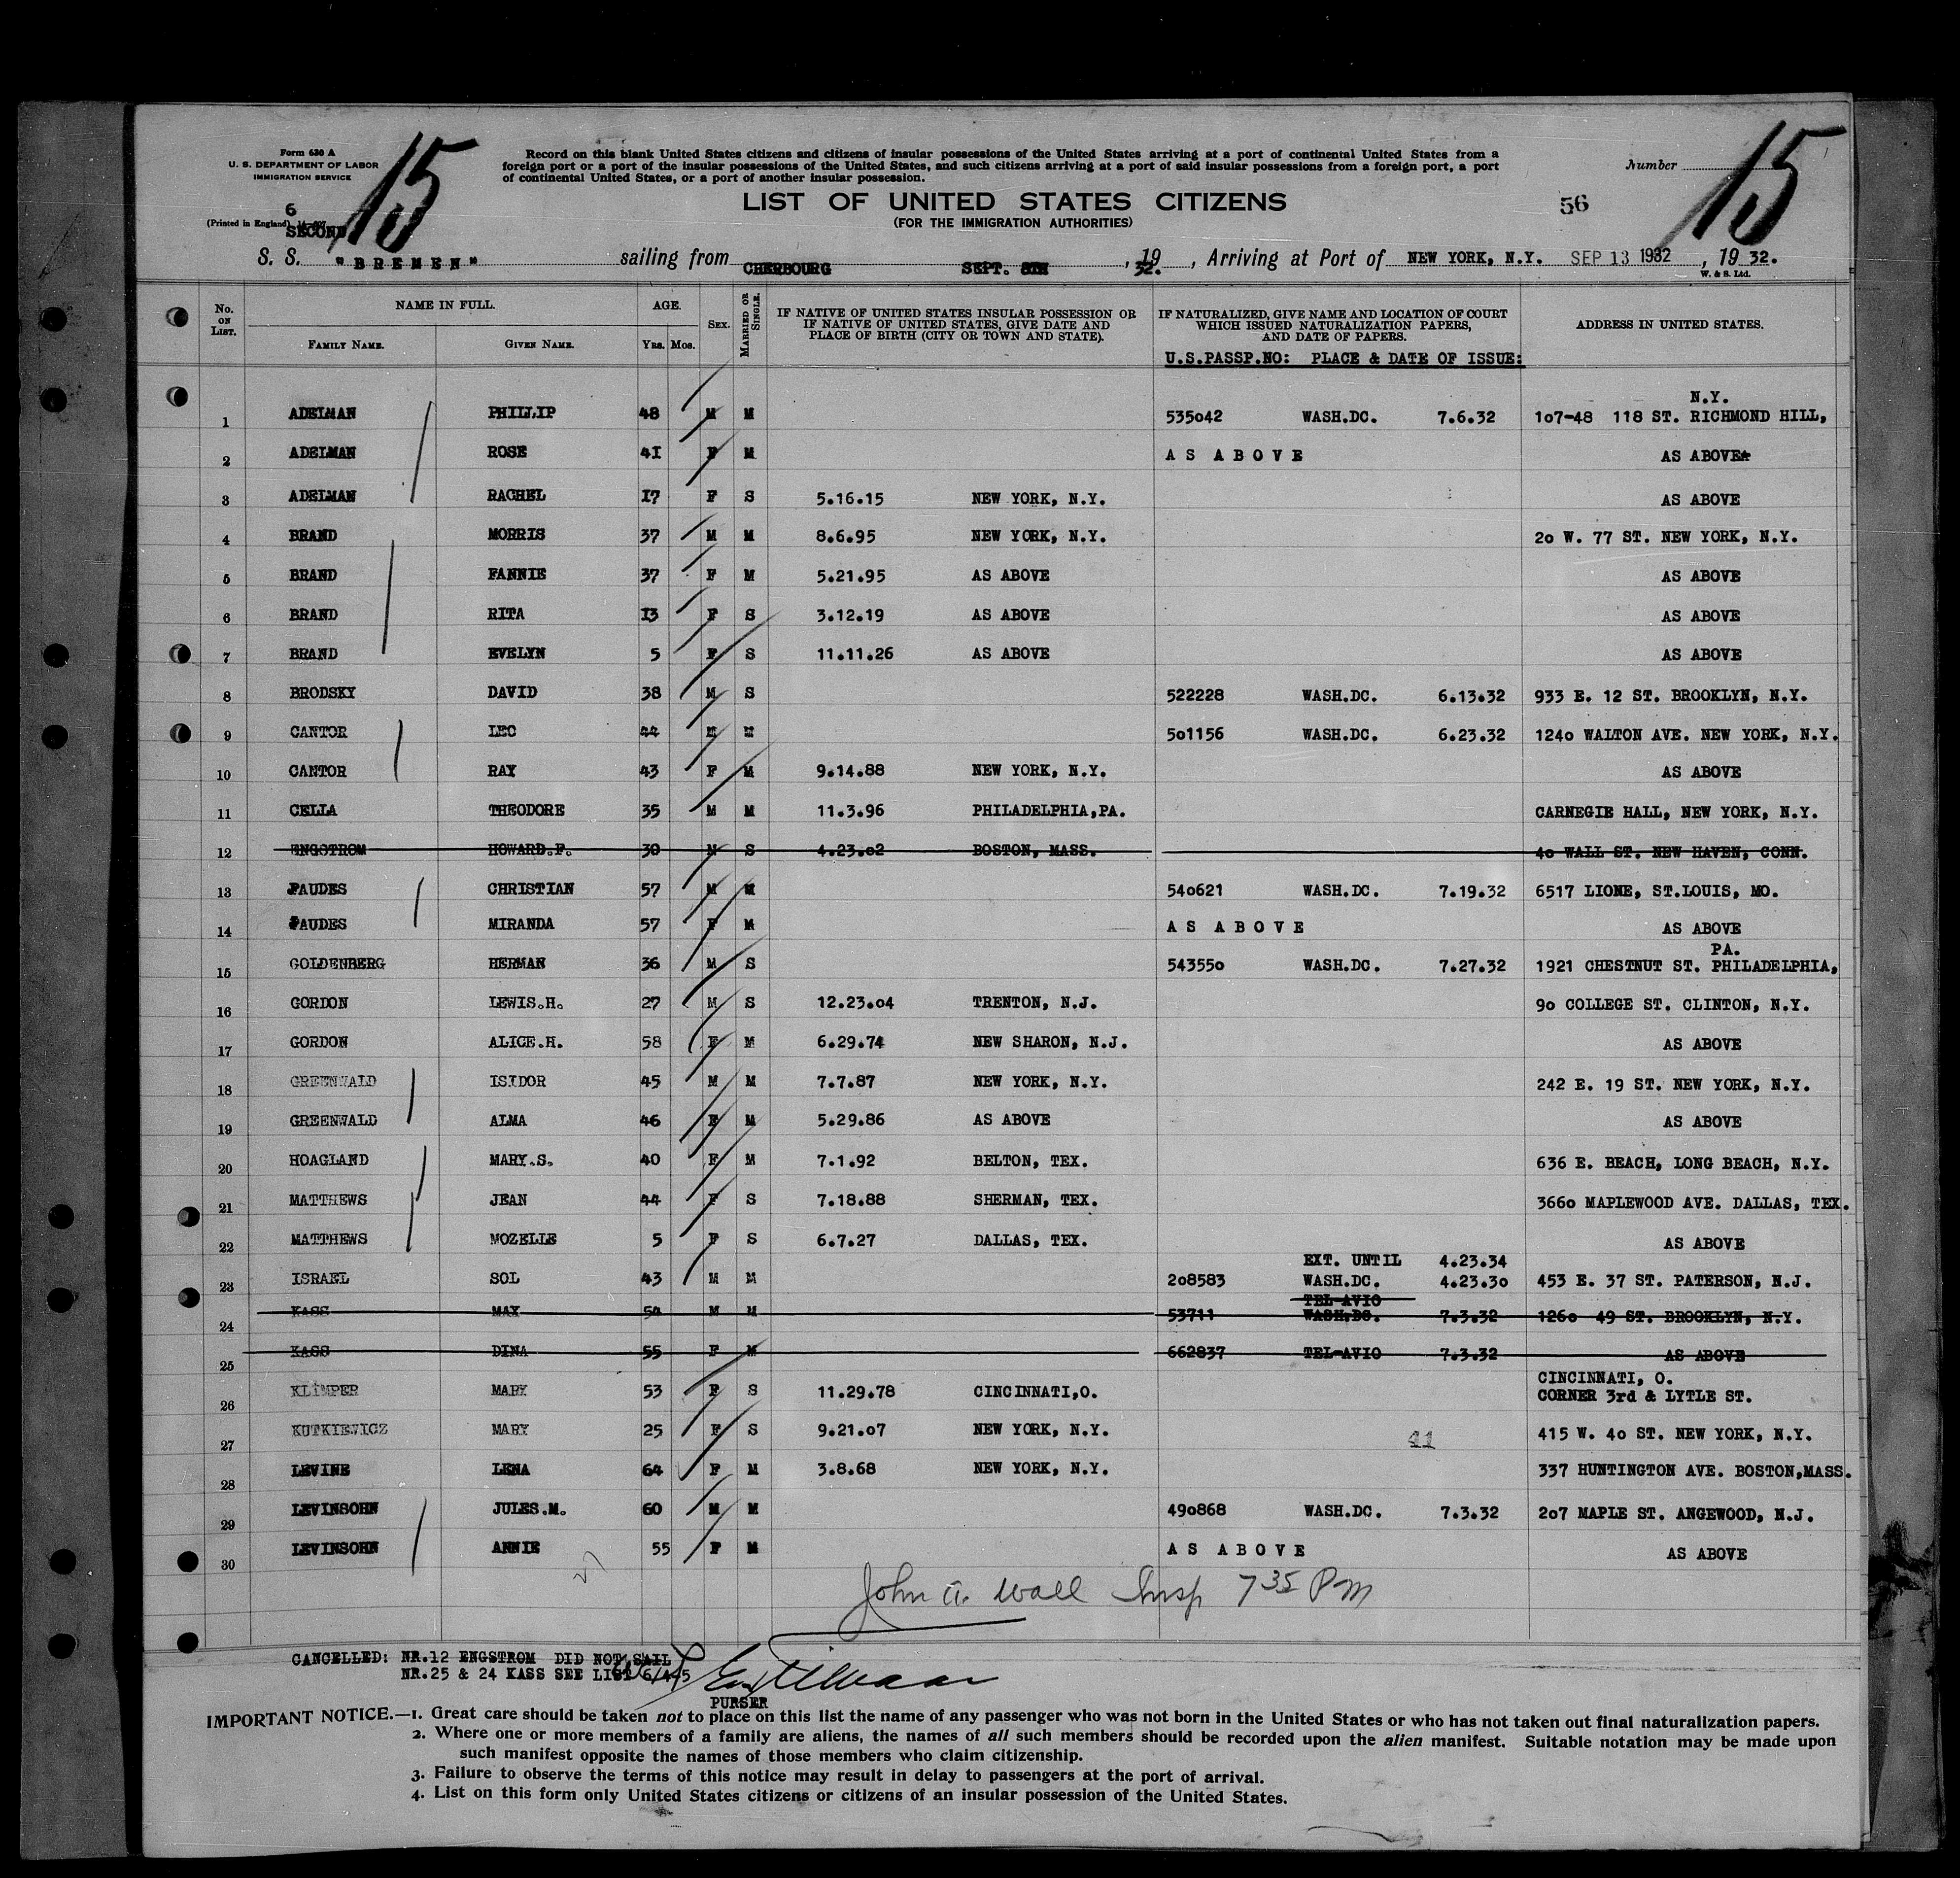 Form 630 A
U. S. DEPARTMENT OF LABOR
IMMIGRATION SERVICE
15
Record on this blank United States citizens and citizens of insular possessions of the United States arriving at a port of continental United States from a
foreign port or a port of the insular possessions of the United States, and such citizens arriving at a port of said insular possessions from a foreign port, a port
of continental United States, or a port of another insular possession.
Number 15
LIST OF UNITED STATES CITIZENS
(FOR THE IMMIGRATION AUTHORITIES)
56
6
(Printed in England)
SECOND
S. S. "BREMEN" sailing from CHERBOURG SEPT. 8TH, 19 32., Arriving at Port of NEW YORK, N.Y. SEP 13 1932, 19 32.
W. & S. Ltd.
No. ON LIST. NAME IN FULL. AGE. SEX. MARRIED OR SINGLE. IF NATIVE OF UNITED STATES INSULAR POSSESSION OR IF NATIVE OF UNITED STATES, GIVE DATE AND PLACE OF BIRTH (CITY OR TOWN AND STATE). IF NATURALIZED, GIVE NAME AND LOCATION OF COURT WHICH ISSUED NATURALIZATION PAPERS, AND DATE OF PAPERS. ADDRESS IN UNITED STATES.
FAMILY NAME. GIVEN NAME. YRS. MOS.
U.S.PASSP.NO: PLACE & DATE OF ISSUE:
N.Y.
1 ADELMAN PHILLIP 48 M M 535042 WASH.DC. 7.6.32 107-48 118 ST. RICHMOND HILL,
2 ADELMAN ROSE 41 F M AS ABOVE AS ABOVE
3 ADELMAN RACHEL 17 F S 5.16.15 NEW YORK, N.Y. AS ABOVE
4 BRAND MORRIS 37 M M 8.6.95 NEW YORK, N.Y. 20 W. 77 ST. NEW YORK, N.Y.
5 BRAND FANNIE 37 F M 5.21.95 AS ABOVE AS ABOVE
6 BRAND RITA 13 F S 3.12.19 AS ABOVE AS ABOVE
7 BRAND EVELYN 5 F S 11.11.26 AS ABOVE AS ABOVE
8 BRODSKY DAVID 38 M S 522228 WASH.DC. 6.13.32 933 E. 12 ST. BROOKLYN, N.Y.
9 CANTOR LEO 44 M M 501156 WASH.DC. 6.23.32 1240 WALTON AVE. NEW YORK, N.Y.
10 CANTOR RAY 43 F M 9.14.88 NEW YORK, N.Y. AS ABOVE
11 CELLA THEODORE 35 M M 11.3.96 PHILADELPHIA,PA. CARNEGIE HALL, NEW YORK, N.Y.
12 ENGSTROM HOWARD.F. 30 M S 4.23.02 BOSTON, MASS. 40 WALL ST. NEW HAVEN, CONN.
13 PAUDES CHRISTIAN 57 M M 540621 WASH.DC. 7.19.32 6517 LIONE, ST.LOUIS, MO.
14 PAUDES MIRANDA 57 F M AS ABOVE AS ABOVE
PA.
15 GOLDENBERG HERMAN 36 M S 543550 WASH.DC. 7.27.32 1921 CHESTNUT ST. PHILADELPHIA,
16 GORDON LEWIS.H. 27 M S 12.23.04 TRENTON, N.J. 90 COLLEGE ST. CLINTON, N.Y.
17 GORDON ALICE.H. 58 F M 6.29.74 NEW SHARON, N.J. AS ABOVE
18 GREENWALD ISIDOR 45 M M 7.7.87 NEW YORK, N.Y. 242 E. 19 ST. NEW YORK, N.Y.
19 GREENWALD ALMA 46 F M 5.29.86 AS ABOVE AS ABOVE
20 HOAGLAND MARY.S. 40 F M 7.1.92 BELTON, TEX. 636 E. BEACH, LONG BEACH, N.Y.
21 MATTHEWS JEAN 44 F S 7.18.88 SHERMAN, TEX. 3660 MAPLEWOOD AVE. DALLAS, TEX.
22 MATTHEWS MOZELLE 5 F S 6.7.27 DALLAS, TEX. AS ABOVE
EXT. UNTIL 4.23.34
23 ISRAEL SOL 43 M M 208583 WASH.DC. 4.23.30 453 E. 37 ST. PATERSON, N.J.
TEL-AVIO
24 KASS MAX 54 M M 53711 WASH.DC. 7.3.32 1260 49 ST. BROOKLYN, N.Y.
25 KASS DINA 55 F M 662837 TEL-AVIO 7.3.32 AS ABOVE
CINCINNATI, O.
26 KLIMPER MARY 53 F S 11.29.78 CINCINNATI,O. CORNER 3rd & LYTLE ST.
27 KUTKIEWICZ MARY 25 F S 9.21.07 NEW YORK, N.Y. 41 415 W. 40 ST. NEW YORK, N.Y.
28 LEVINE LENA 64 F M 3.8.68 NEW YORK, N.Y. 337 HUNTINGTON AVE. BOSTON,MASS.
29 LEVINSOHN JULES.M. 60 M M 490868 WASH.DC. 7.3.32 207 MAPLE ST. ANGEWOOD, N.J.
30 LEVINSOHN ANNIE 55 F M AS ABOVE AS ABOVE
27
John A. Wall Insp 7 35 PM
CANCELLED: NR.12 ENGSTROM DID NOT SAIL
NR.25 & 24 KASS SEE LIST
PURSER
IMPORTANT NOTICE.—1. Great care should be taken not to place on this list the name of any passenger who was not born in the United States or who has not taken out final naturalization papers.
2. Where one or more members of a family are aliens, the names of all such members should be recorded upon the alien manifest. Suitable notation may be made upon
such manifest opposite the names of those members who claim citizenship.
3. Failure to observe the terms of this notice may result in delay to passengers at the port of arrival.
4. List on this form only United States citizens or citizens of an insular possession of the United States.